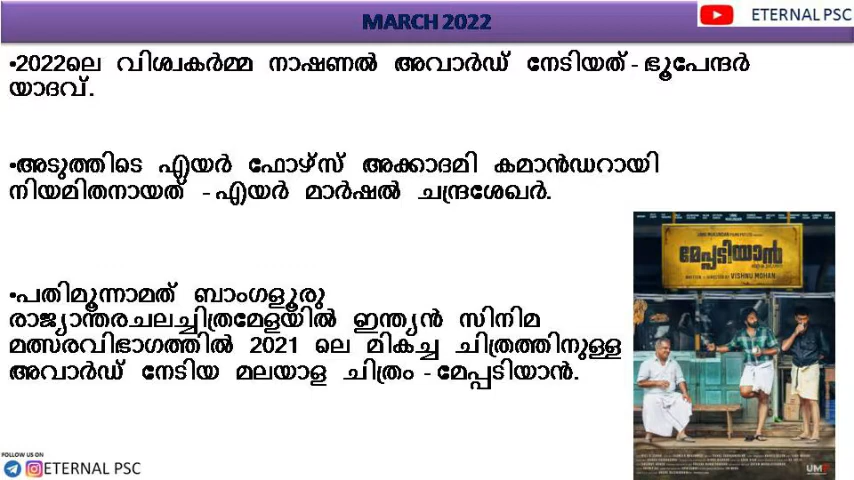 MARCH 2022
ETERNAL PSC
•2022ലെ വിശ്വകർമ്മ നാഷണൽ അവാർഡ് നേടിയത് - ഭൂപേന്ദർ
യാദവ്.
•അടുത്തിടെ എയർ ഫോഴ്സ് അക്കാദമി കമാൻഡറായി
നിയമിതനായത് - എയർ മാർഷൽ ചന്ദ്രശേഖർ.
•പതിമൂന്നാമത് ബാംഗളൂരു
രാജ്യാന്തരചലച്ചിത്രമേളയിൽ ഇന്ത്യൻ സിനിമ
മത്സരവിഭാഗത്തിൽ 2021 ലെ മികച്ച ചിത്രത്തിനുള്ള
അവാർഡ് നേടിയ മലയാള ചിത്രം - മേപ്പടിയാൻ.
മേപ്പടിയാൻ
VISHNU MOHAN
UMF
FOLLOW US ON
ETERNAL PSC